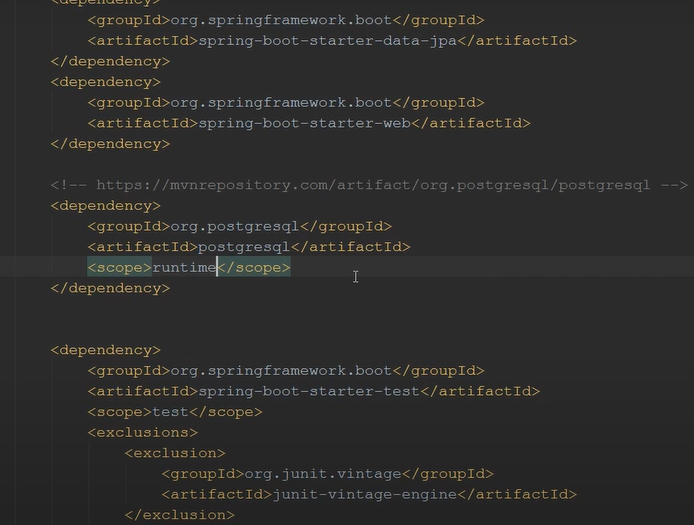 <dependency>
<groupId>org.springframework.boot</groupId>
<artifactId>spring-boot-starter-data-jpa</artifactId>
</dependency>
<dependency>
<groupId>org.springframework.boot</groupId>
<artifactId>spring-boot-starter-web</artifactId>
</dependency>
<!-- https://mvnrepository.com/artifact/org.postgresql/postgresql -->
<dependency>
<groupId>org.postgresql</groupId>
<artifactId>postgresql</artifactId>
<scope>runtime</scope>
</dependency>
<dependency>
<groupId>org.springframework.boot</groupId>
<artifactId>spring-boot-starter-test</artifactId>
<scope>test</scope>
<exclusions>
<exclusion>
<groupId>org.junit.vintage</groupId>
<artifactId>junit-vintage-engine</artifactId>
</exclusion>